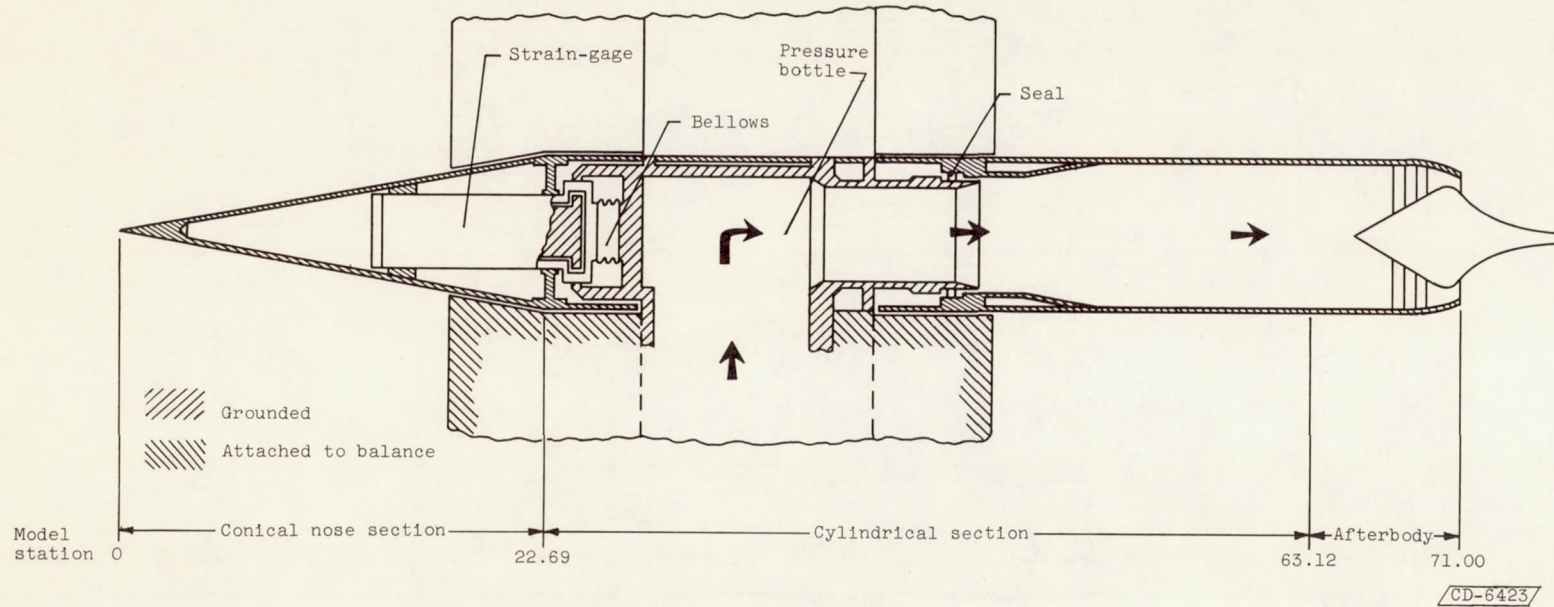 Strain-gage
Pressure
bottle
Seal
Bellows
Grounded
Attached to balance
Model
station 0
Conical nose section
22.69
Cylindrical section
63.12
Afterbody
71.00
CD-6423